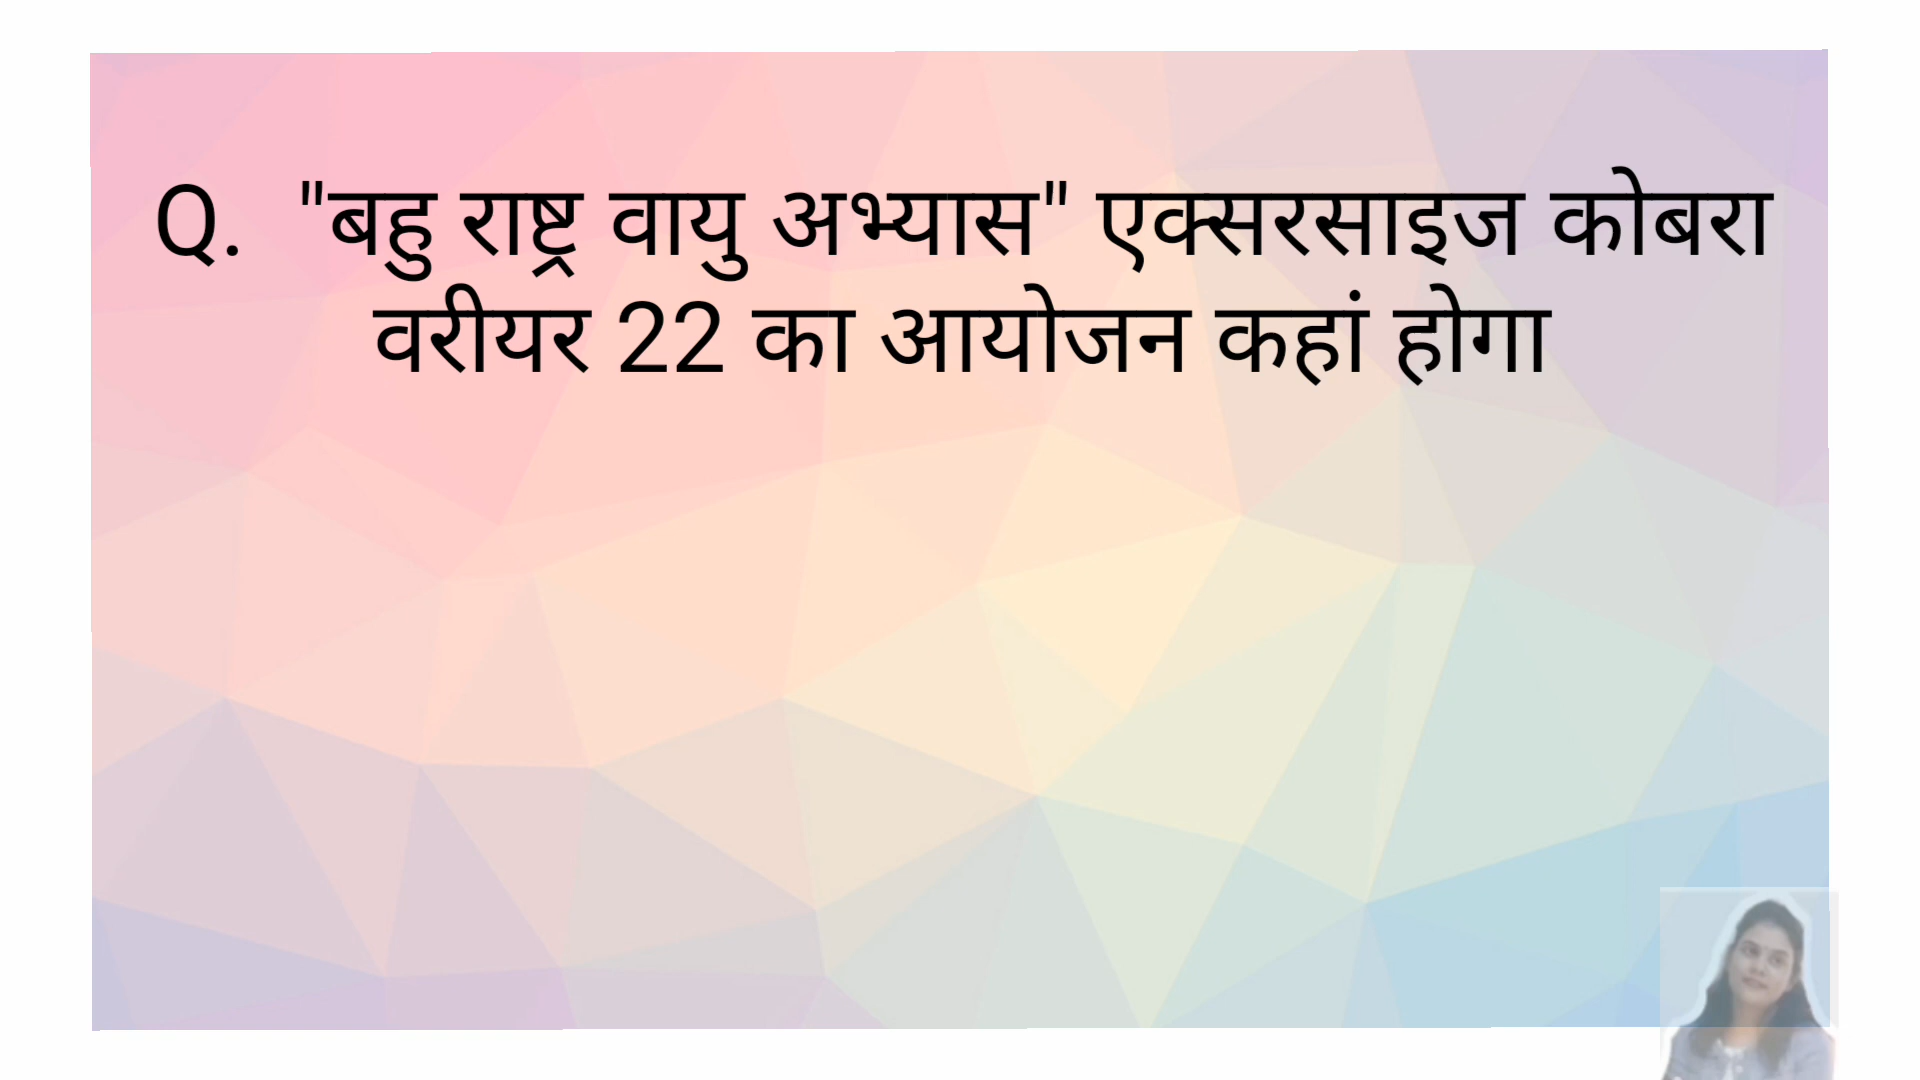 Q. "बहु राष्ट्र वायु अभ्यास" एक्सरसाइज कोबरा
वरीयर 22 का आयोजन कहां होगा